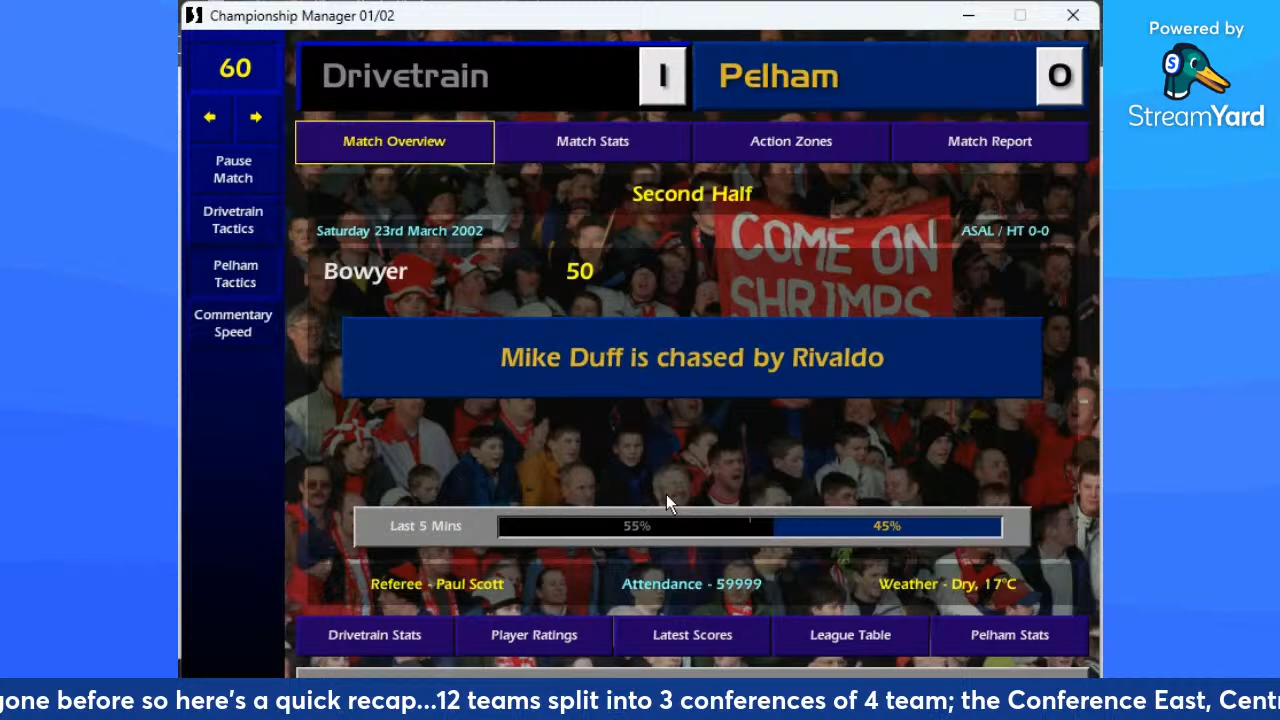 Championship Manager 01/02
Powered by
StreamYard
60
Drivetrain
1
Pelham
0
Pause
Match
Drivetrain
Tactics
Pelham
Tactics
Commentary
Speed
Match Overview
Match Stats
Action Zones
Match Report
Second Half
Saturday 23rd March 2002
ASAL / HT 0-0
COME ON
SHRIMPS
Bowyer
50
Mike Duff is chased by Rivaldo
Last 5 Mins
55%
45%
Referee - Paul Scott
Attendance - 59999
Weather - Dry, 17°C
Drivetrain Stats
Player Ratings
Latest Scores
League Table
Pelham Stats
gone before so here's a quick recap...12 teams split into 3 conferences of 4 team; the Conference East, Cent